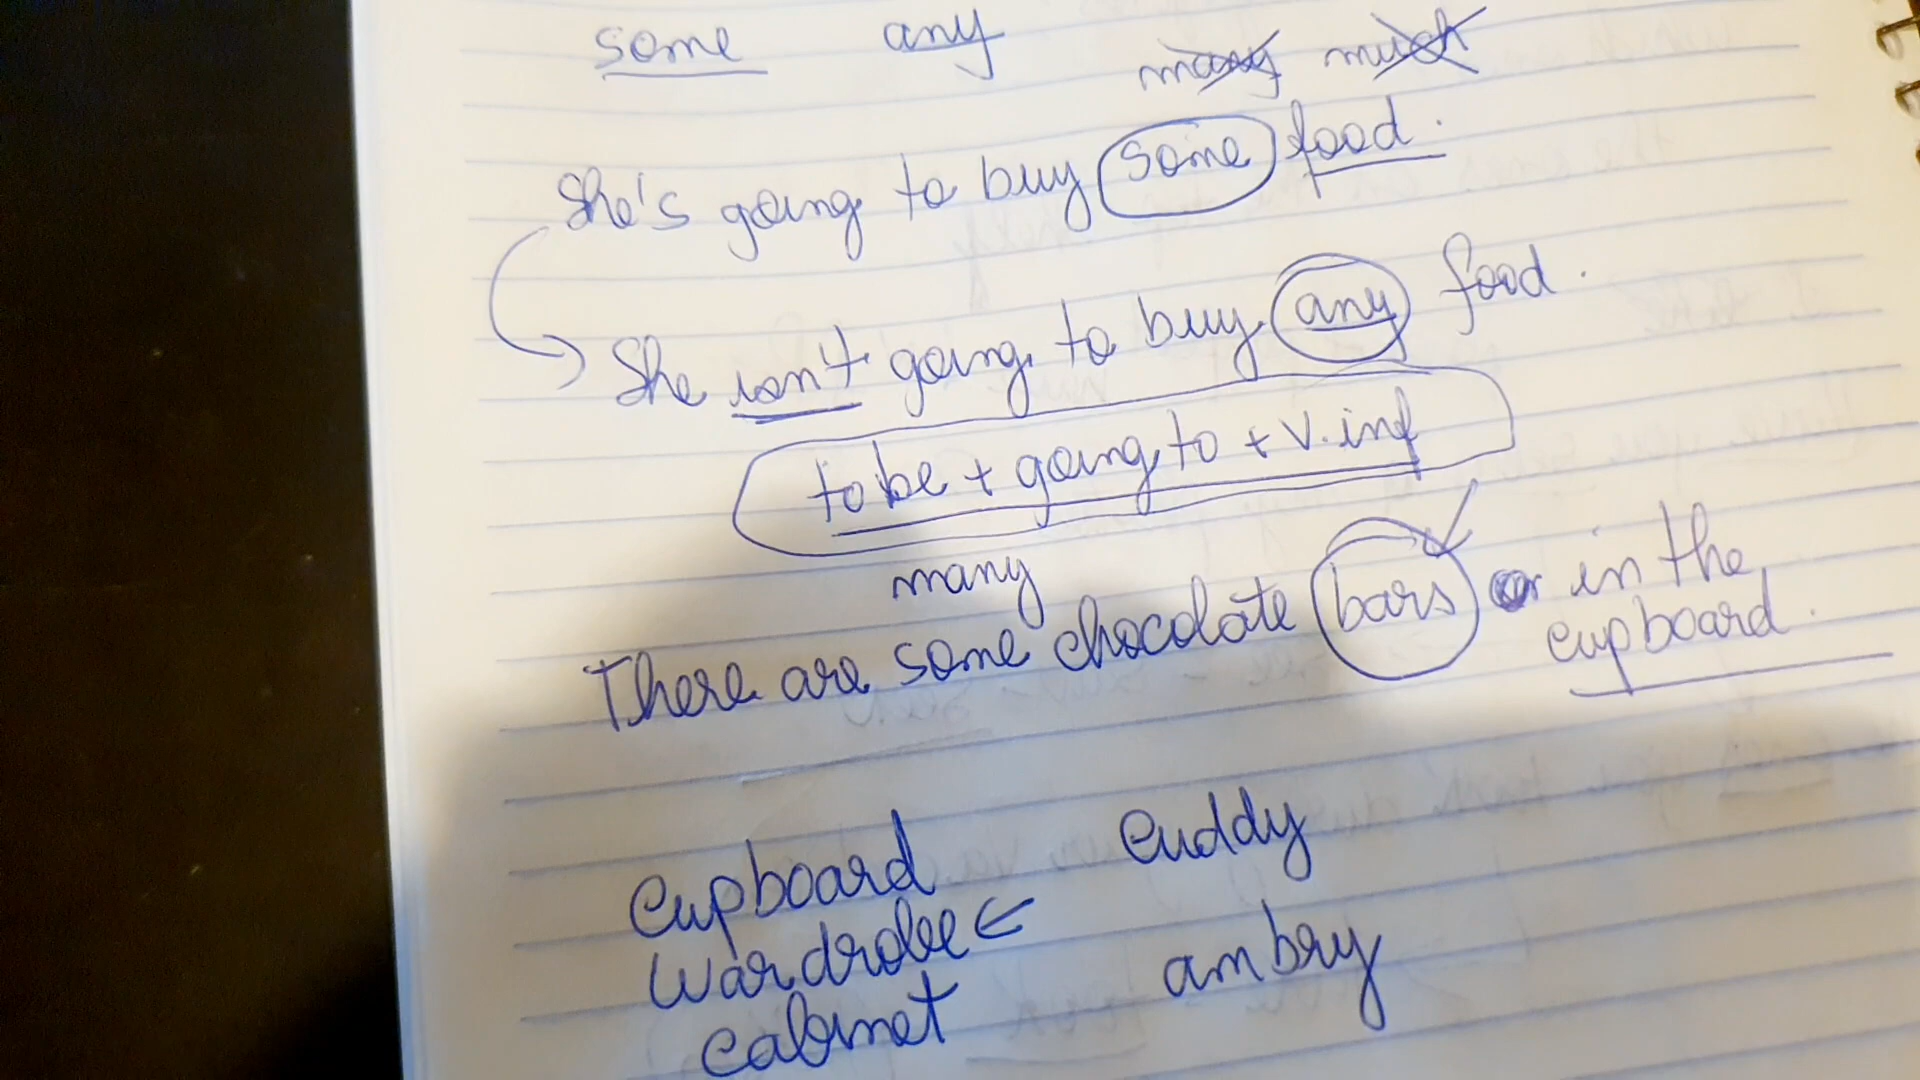 some any many much
She's going to buy some food.
She isn't going to buy any food.
to be + going to + v. inf
many
There are some chocolate bars or in the
cupboard.
cupboard cuddy
wardrobe
cabinet ambry